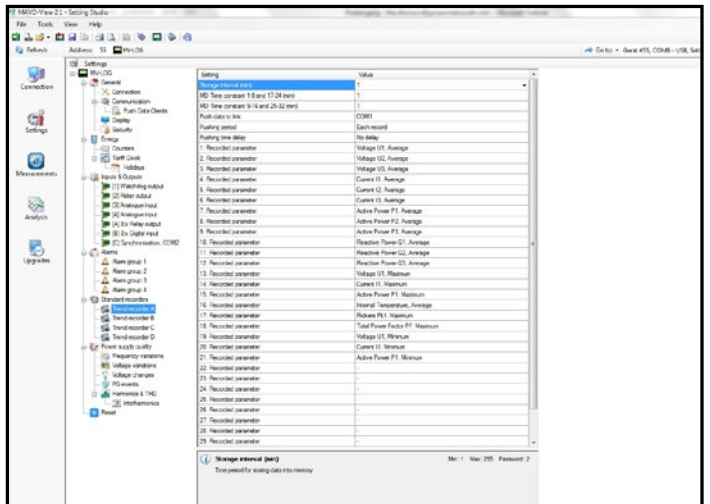 MAVO-View 2.1 - Setting Studio
File Tools View Help
Refresh Address: 55 MV-LOG
Go to:
Connection
Settings
Measurements
Analysis
Upgrades
Settings
MV-LOG
General
Connection
Communication
Push Data Clients
Display
Security
Energy
Counters
Tariff Clock
Holidays
Inputs & Outputs
[1] Watchdog output
[2] Relay output
[3] Analogue input
[4] Analogue input
[A] 8x Relay output
[B] 8x Digital input
[C] Synchronisation, COM2
Alarms
Alarm group 1
Alarm group 2
Alarm group 3
Alarm group 4
Standard recorders
Trend recorder A
Trend recorder B
Trend recorder C
Trend recorder D
Power supply quality
Frequency variations
Voltage variations
Voltage changes
PQ events
Harmonics & THD
Interharmonics
Reset
Setting Value
Storage interval (min) 1
MD Time constant 1-8 and 17-24 (min) 1
MD Time constant 9-16 and 25-32 (min) 1
Push data to link COM1
Pushing period Each record
Pushing time delay No delay
1. Recorded parameter Voltage U1, Average
2. Recorded parameter Voltage U2, Average
3. Recorded parameter Voltage U3, Average
4. Recorded parameter Current I1, Average
5. Recorded parameter Current I2, Average
6. Recorded parameter Current I3, Average
7. Recorded parameter Active Power P1, Average
8. Recorded parameter Active Power P2, Average
9. Recorded parameter Active Power P3, Average
10. Recorded parameter Reactive Power Q1, Average
11. Recorded parameter Reactive Power Q2, Average
12. Recorded parameter Reactive Power Q3, Average
13. Recorded parameter Voltage U1, Maximum
14. Recorded parameter Current I1, Maximum
15. Recorded parameter Active Power P1, Maximum
16. Recorded parameter Internal Temperature, Average
17. Recorded parameter Flickers Pt1, Maximum
18. Recorded parameter Total Power Factor PF, Maximum
19. Recorded parameter Voltage U1, Minimum
20. Recorded parameter Current I1, Minimum
21. Recorded parameter Active Power P1, Minimum
22. Recorded parameter -
23. Recorded parameter -
24. Recorded parameter -
25. Recorded parameter -
26. Recorded parameter -
27. Recorded parameter -
28. Recorded parameter -
29. Recorded parameter -
Storage interval (min) Min: 1 Max: 255 Password: 2
Time period for storing data into memory